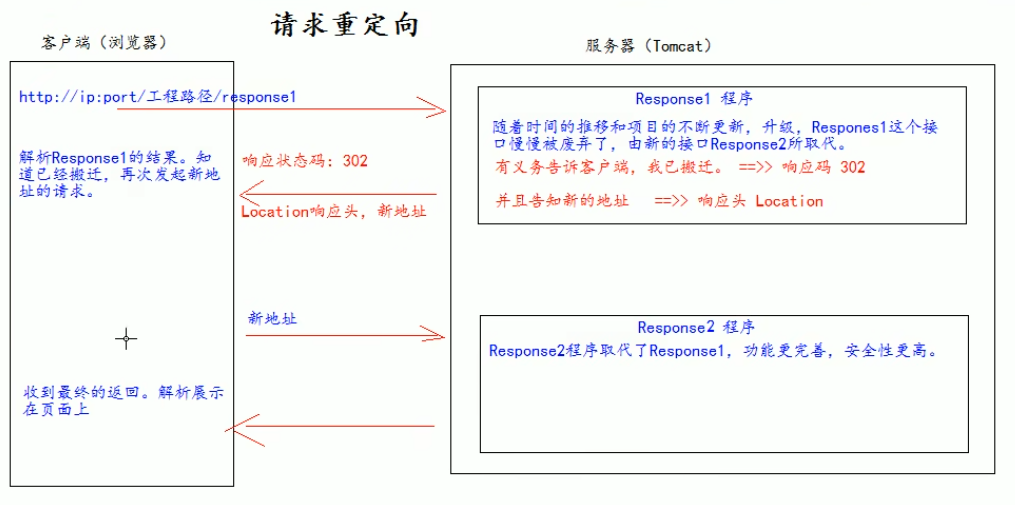 请求重定向
客户端（浏览器）
服务器（Tomcat）
http://ip:port/工程路径/response1
Response1 程序
随着时间的推移和项目的不断更新，升级，Respones1这个接
口慢慢被废弃了，由新的接口Response2所取代。
有义务告诉客户端，我已搬迁。 ==>> 响应码 302
并且告知新的地址 ==>> 响应头 Location
解析Response1的结果。知
道已经搬迁，再次发起新地
址的请求。
响应状态码：302
Location响应头，新地址
新地址
Response2 程序
Response2程序取代了Response1，功能更完善，安全性更高。
收到最终的返回。解析展示
在页面上